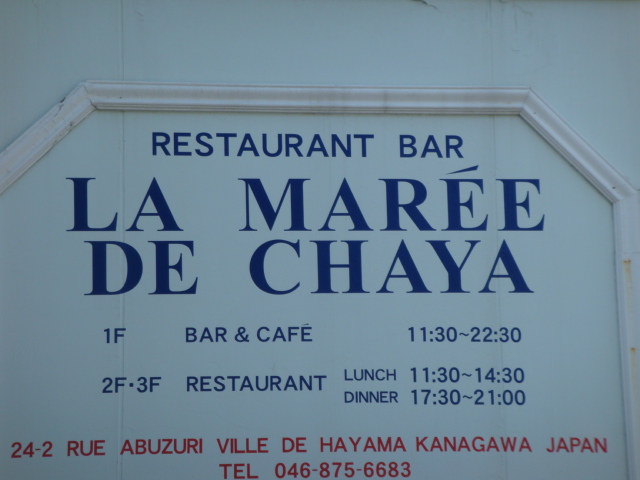 RESTAURANT BAR
LA MARÉE
DE CHAYA
1F BAR & CAFÉ 11:30~22:30
2F·3F RESTAURANT LUNCH 11:30~14:30
DINNER 17:30~21:00
24-2 RUE ABUZURI VILLE DE HAYAMA KANAGAWA JAPAN
TEL 046-875-6683